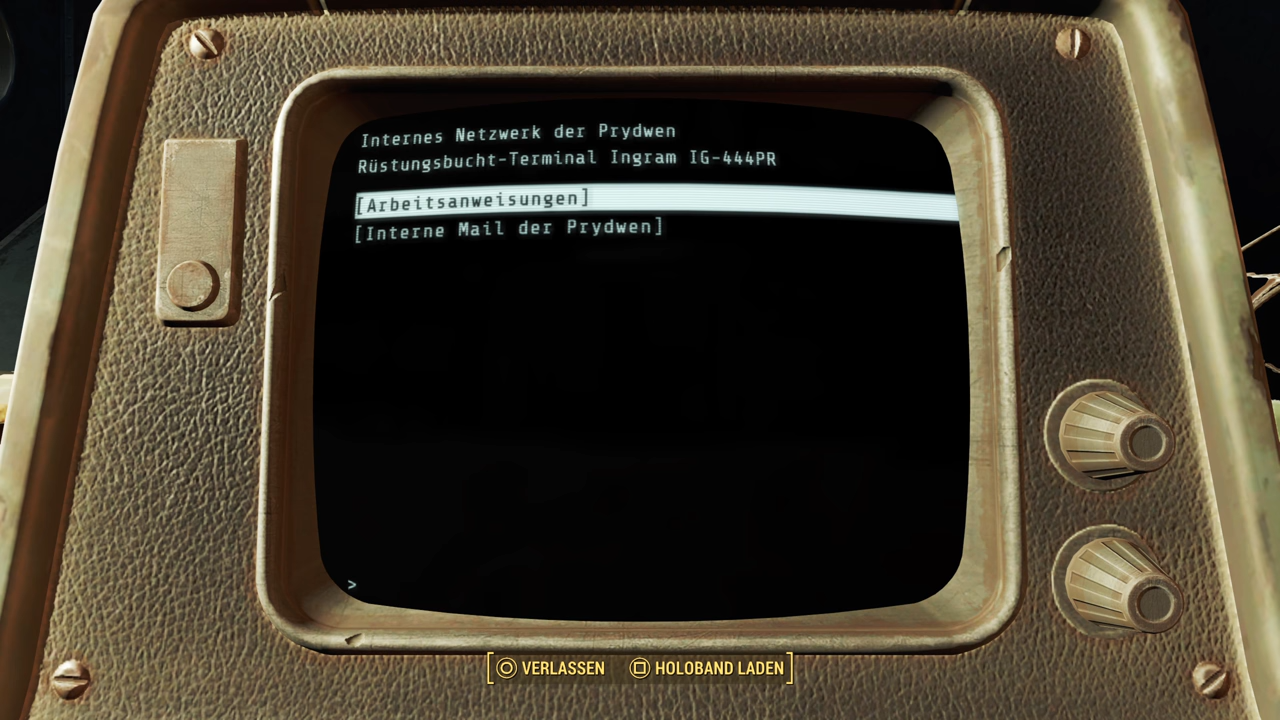 Internes Netzwerk der Prydwen
Rüstungsbucht-Terminal Ingram IG-444PR
[Arbeitsanweisungen]
[Interne Mail der Prydwen]
>
[VERLASSEN HOLOBAND LADEN]